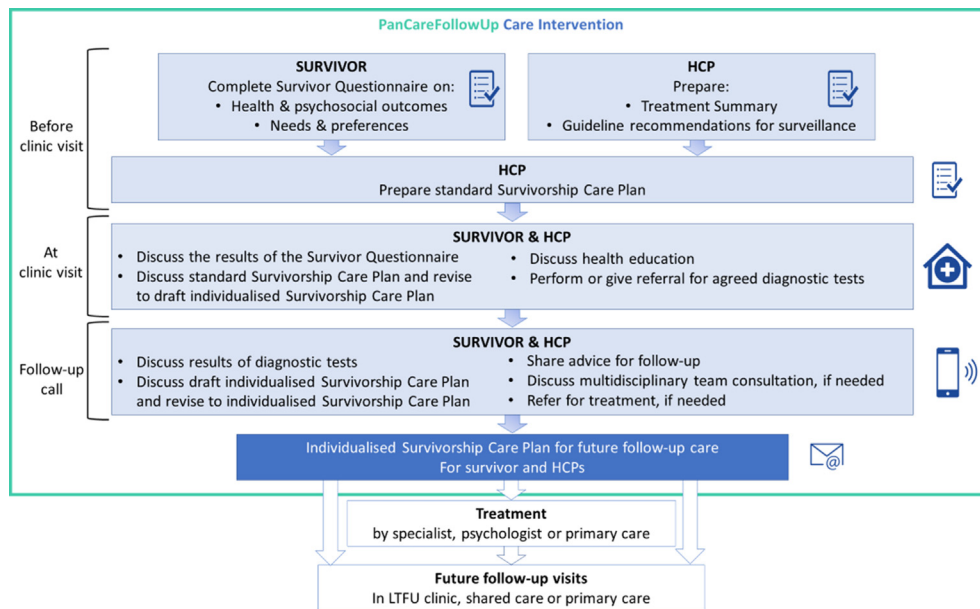 PanCareFollowUp Care Intervention
Before
clinic visit
SURVIVOR
Complete Survivor Questionnaire on:
• Health & psychosocial outcomes
• Needs & preferences
HCP
Prepare:
• Treatment Summary
• Guideline recommendations for surveillance
HCP
Prepare standard Survivorship Care Plan
At
clinic visit
SURVIVOR & HCP
• Discuss the results of the Survivor Questionnaire
• Discuss standard Survivorship Care Plan and revise
to draft individualised Survivorship Care Plan
• Discuss health education
• Perform or give referral for agreed diagnostic tests
Follow-up
call
SURVIVOR & HCP
• Discuss results of diagnostic tests
• Discuss draft individualised Survivorship Care Plan
and revise to individualised Survivorship Care Plan
• Share advice for follow-up
• Discuss multidisciplinary team consultation, if needed
• Refer for treatment, if needed
Individualised Survivorship Care Plan for future follow-up care
For survivor and HCPs
@
Treatment
by specialist, psychologist or primary care
Future follow-up visits
In LTFU clinic, shared care or primary care